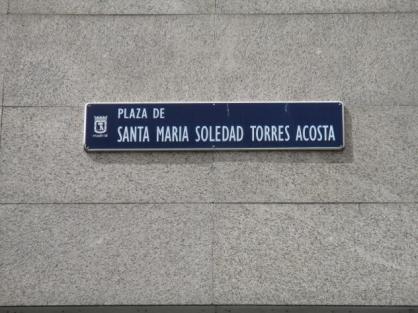 PLAZA DE
SANTA MARIA SOLEDAD TORRES ACOSTA